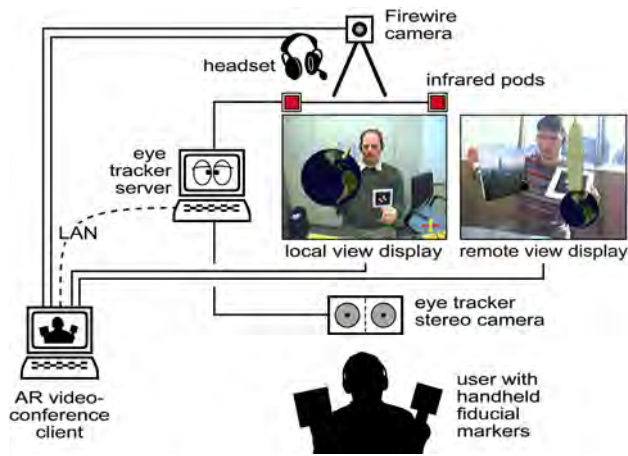 Firewire
camera
headset
infrared pods
eye
tracker
server
LAN
local view display
remote view display
eye tracker
stereo camera
AR video-
conference
client
user with
handheld
fiducial
markers